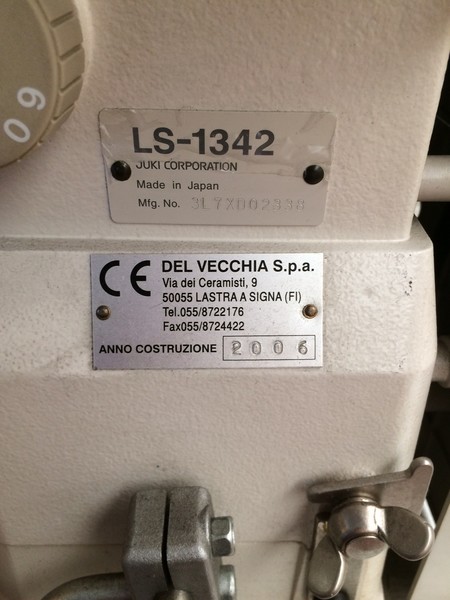 60
LS-1342
JUKI CORPORATION
Made in Japan
Mfg. No.
CE
DEL VECCHIA S.p.a.
Via dei Ceramisti, 9
50055 LASTRA A SIGNA (FI)
Tel.055/8722176
Fax055/8724422
ANNO COSTRUZIONE 2006